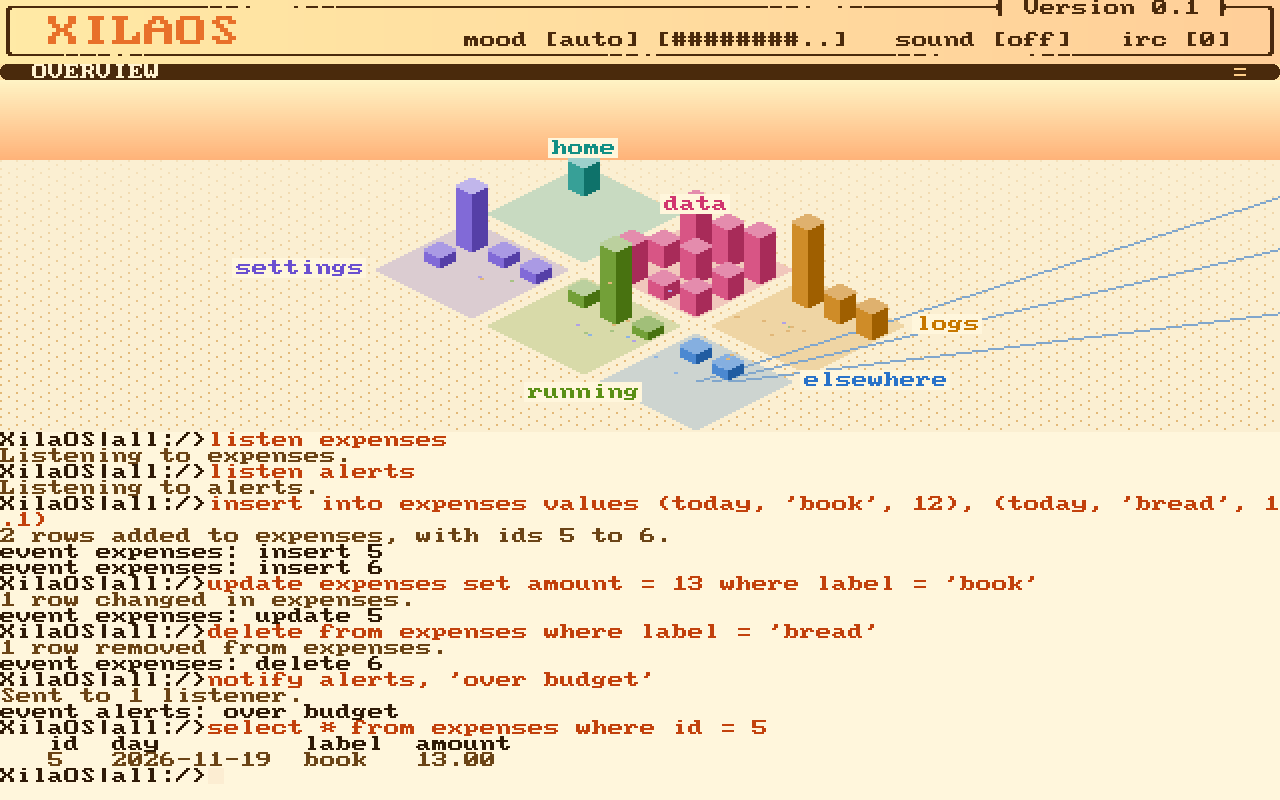 Version 0.1
XILAOS
mood [auto] [########..] sound [off] irc [0]
OVERVIEW =
home
data
settings
logs
elsewhere
running
XilaOS|all:/>listen expenses
Listening to expenses.
XilaOS|all:/>listen alerts
Listening to alerts.
XilaOS|all:/>insert into expenses values (today, 'book', 12), (today, 'bread', 1
.1)
2 rows added to expenses, with ids 5 to 6.
event expenses: insert 5
event expenses: insert 6
XilaOS|all:/>update expenses set amount = 13 where label = 'book'
1 row changed in expenses.
event expenses: update 5
XilaOS|all:/>delete from expenses where label = 'bread'
1 row removed from expenses.
event expenses: delete 6
XilaOS|all:/>notify alerts, 'over budget'
Sent to 1 listener.
event alerts: over budget
XilaOS|all:/>select * from expenses where id = 5
id day label amount
5 2026-11-19 book 13.00
XilaOS|all:/>